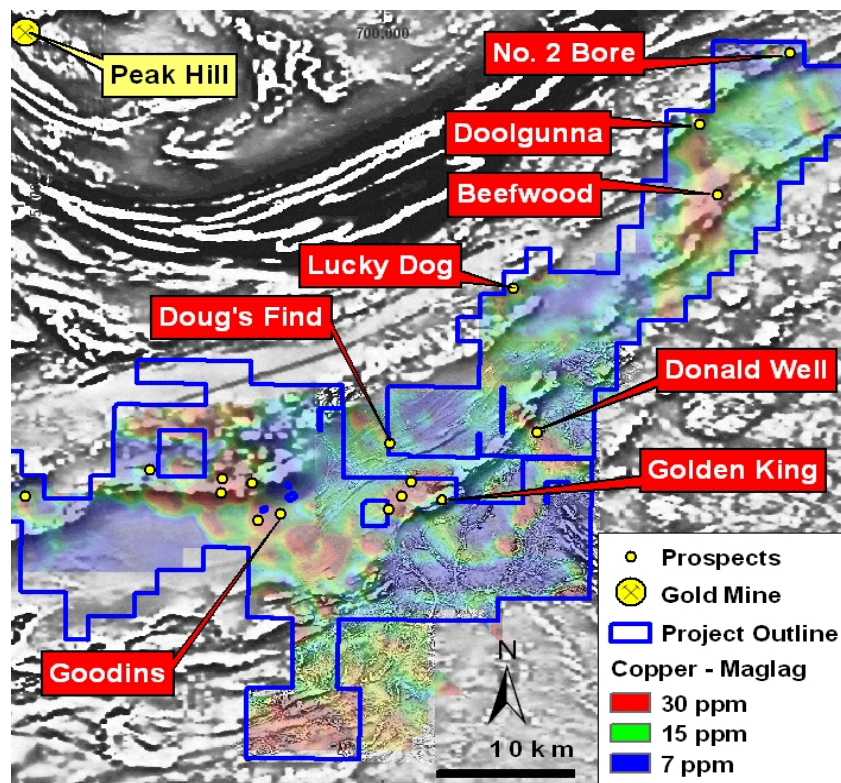 700,000
Peak Hill
No. 2 Bore
Doolgunna
Beefwood
Lucky Dog
Doug's Find
Donald Well
Golden King
Goodins
Prospects
Gold Mine
Project Outline
Copper - Maglag
30 ppm
15 ppm
7 ppm
N
10 km